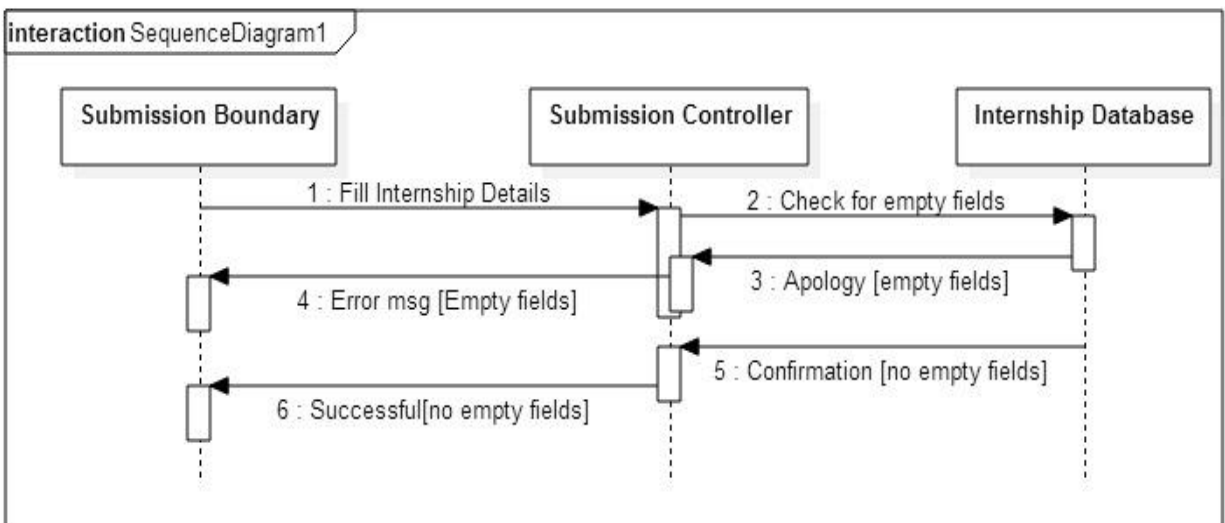 interaction SequenceDiagram1
Submission Boundary
Submission Controller
Internship Database
1 : Fill Internship Details
2 : Check for empty fields
3 : Apology [empty fields]
4 : Error msg [Empty fields]
5 : Confirmation [no empty fields]
6 : Successful[no empty fields]